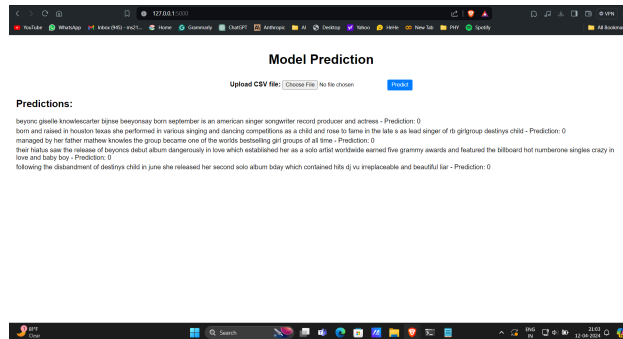 127.0.0.1:5000
VPN
YouTube WhatsApp Inbox (945) - ms21... Home Grammarly ChatGPT Anthropic AI Desktop Yahoo HeHe New Tab PHY Spotify All Bookmar
Model Prediction
Upload CSV file: Choose File No file chosen Predict
Predictions:
beyonc giselle knowlescarter bijnse beeyonsay born september is an american singer songwriter record producer and actress - Prediction: 0
born and raised in houston texas she performed in various singing and dancing competitions as a child and rose to fame in the late s as lead singer of rb girlgroup destinys child - Prediction: 0
managed by her father mathew knowles the group became one of the worlds bestselling girl groups of all time - Prediction: 0
their hiatus saw the release of beyoncs debut album dangerously in love which established her as a solo artist worldwide earned five grammy awards and featured the billboard hot numberone singles crazy in
love and baby boy - Prediction: 0
following the disbandment of destinys child in june she released her second solo album bday which contained hits dj vu irreplaceable and beautiful liar - Prediction: 0
81°F
Clear
Search
ENG
IN
21:03
12-04-2024